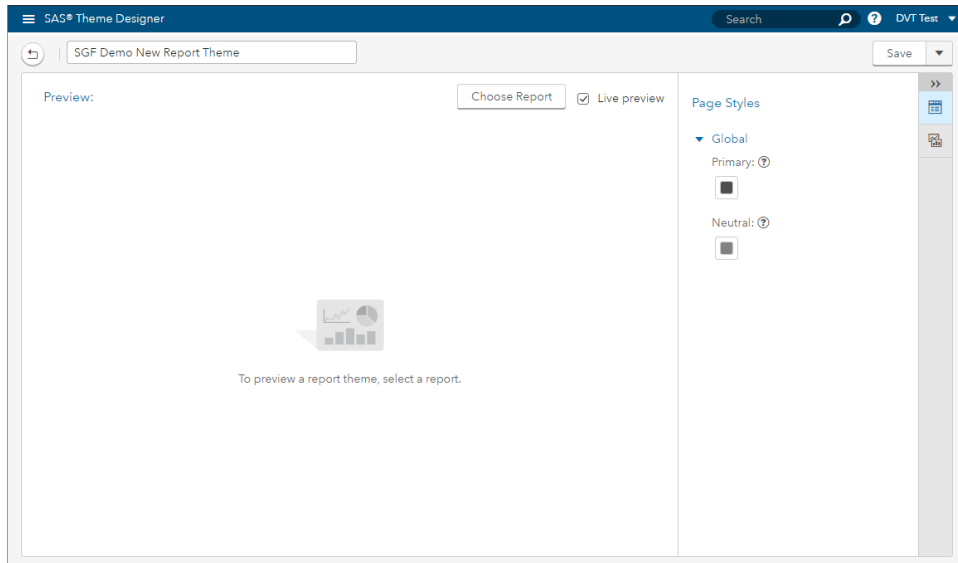 SAS® Theme Designer
Search
DVT Test
SGF Demo New Report Theme
Save
Preview:
Choose Report
Live preview
Page Styles
Global
Primary:
Neutral:
To preview a report theme, select a report.